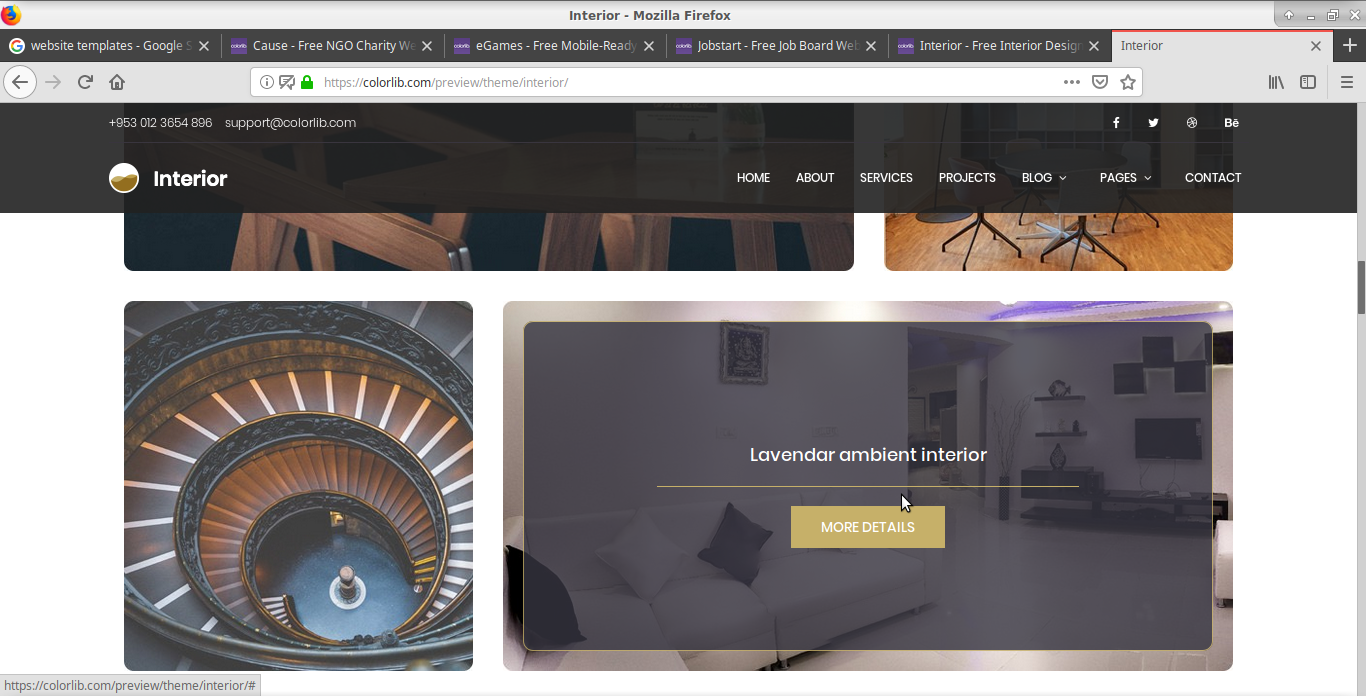 Interior - Mozilla Firefox
website templates - Google S
Cause - Free NGO Charity We
eGames - Free Mobile-Ready
Jobstart - Free Job Board Web
Interior - Free Interior Design
Interior
https://colorlib.com/preview/theme/interior/
+953 012 3654 896 support@colorlib.com
Bē
Interior
HOME ABOUT SERVICES PROJECTS BLOG PAGES CONTACT
Lavendar ambient interior
MORE DETAILS
https://colorlib.com/preview/theme/interior/#